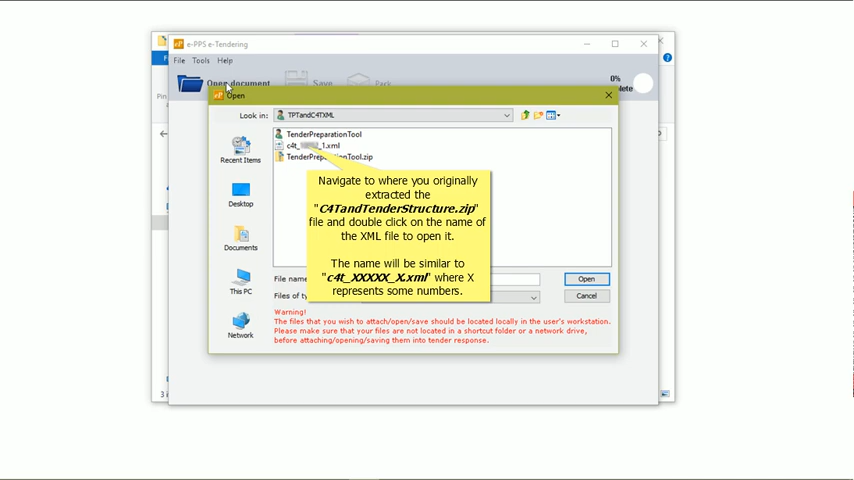 e-PPS e-Tendering
File Tools Help
Open document
Save
Pack
0%
Open
Look in:
TPTandC4TXML
TenderPreparationTool
c4t_ _1.xml
TenderPreparationTool.zip
Recent Items
Desktop
Documents
This PC
Network
Navigate to where you originally
extracted the
"C4TandTenderStructure.zip"
file and double click on the name of
the XML file to open it.
The name will be similar to
"c4t_XXXXX_X.xml" where X
represents some numbers.
File name
Open
Files of ty
Cancel
Warning!
The files that you wish to attach/open/save should be located locally in the user's workstation.
Please make sure that your files are not located in a shortcut folder or a network drive,
before attaching/opening/saving them into tender response.